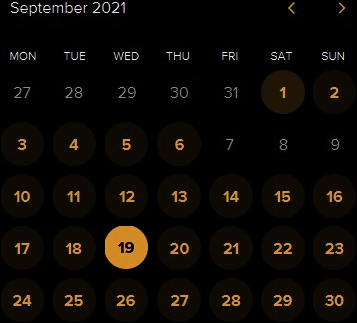 September 2021 < >
MON TUE WED THU FRI SAT SUN
27 28 29 30 31 1 2
3 4 5 6 7 8 9
10 11 12 13 14 15 16
17 18 19 20 21 22 23
24 25 26 27 28 29 30